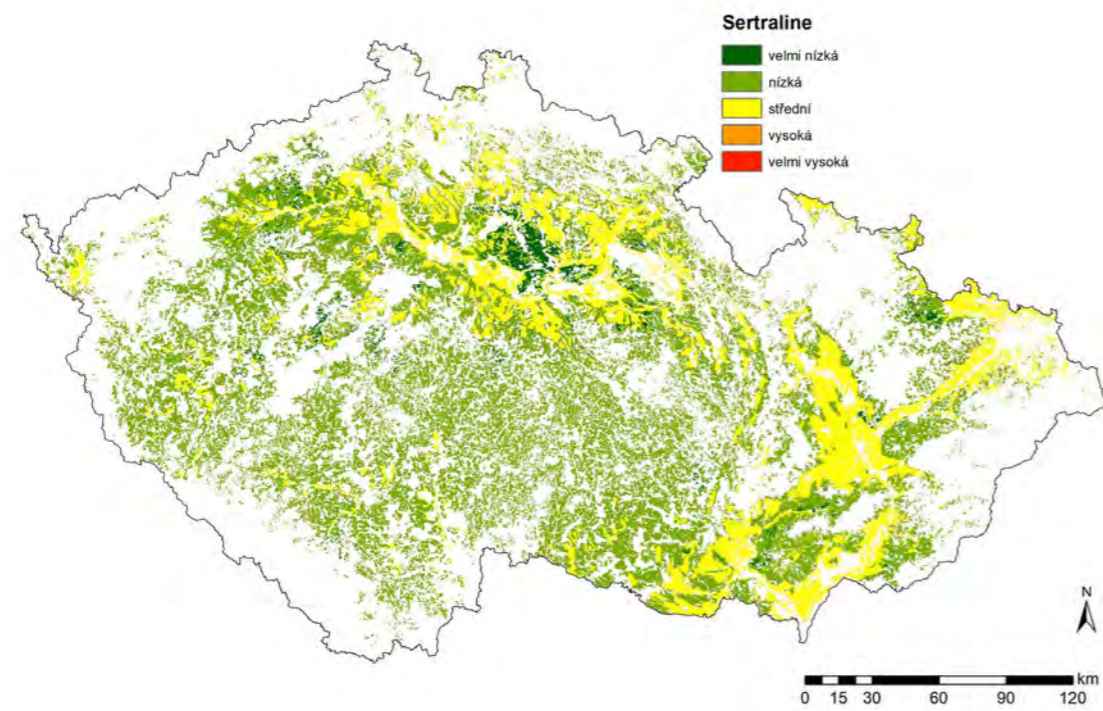 Sertraline
velmi nízká
nízká
střední
vysoká
velmi vysoká
N
km
0 15 30 60 90 120